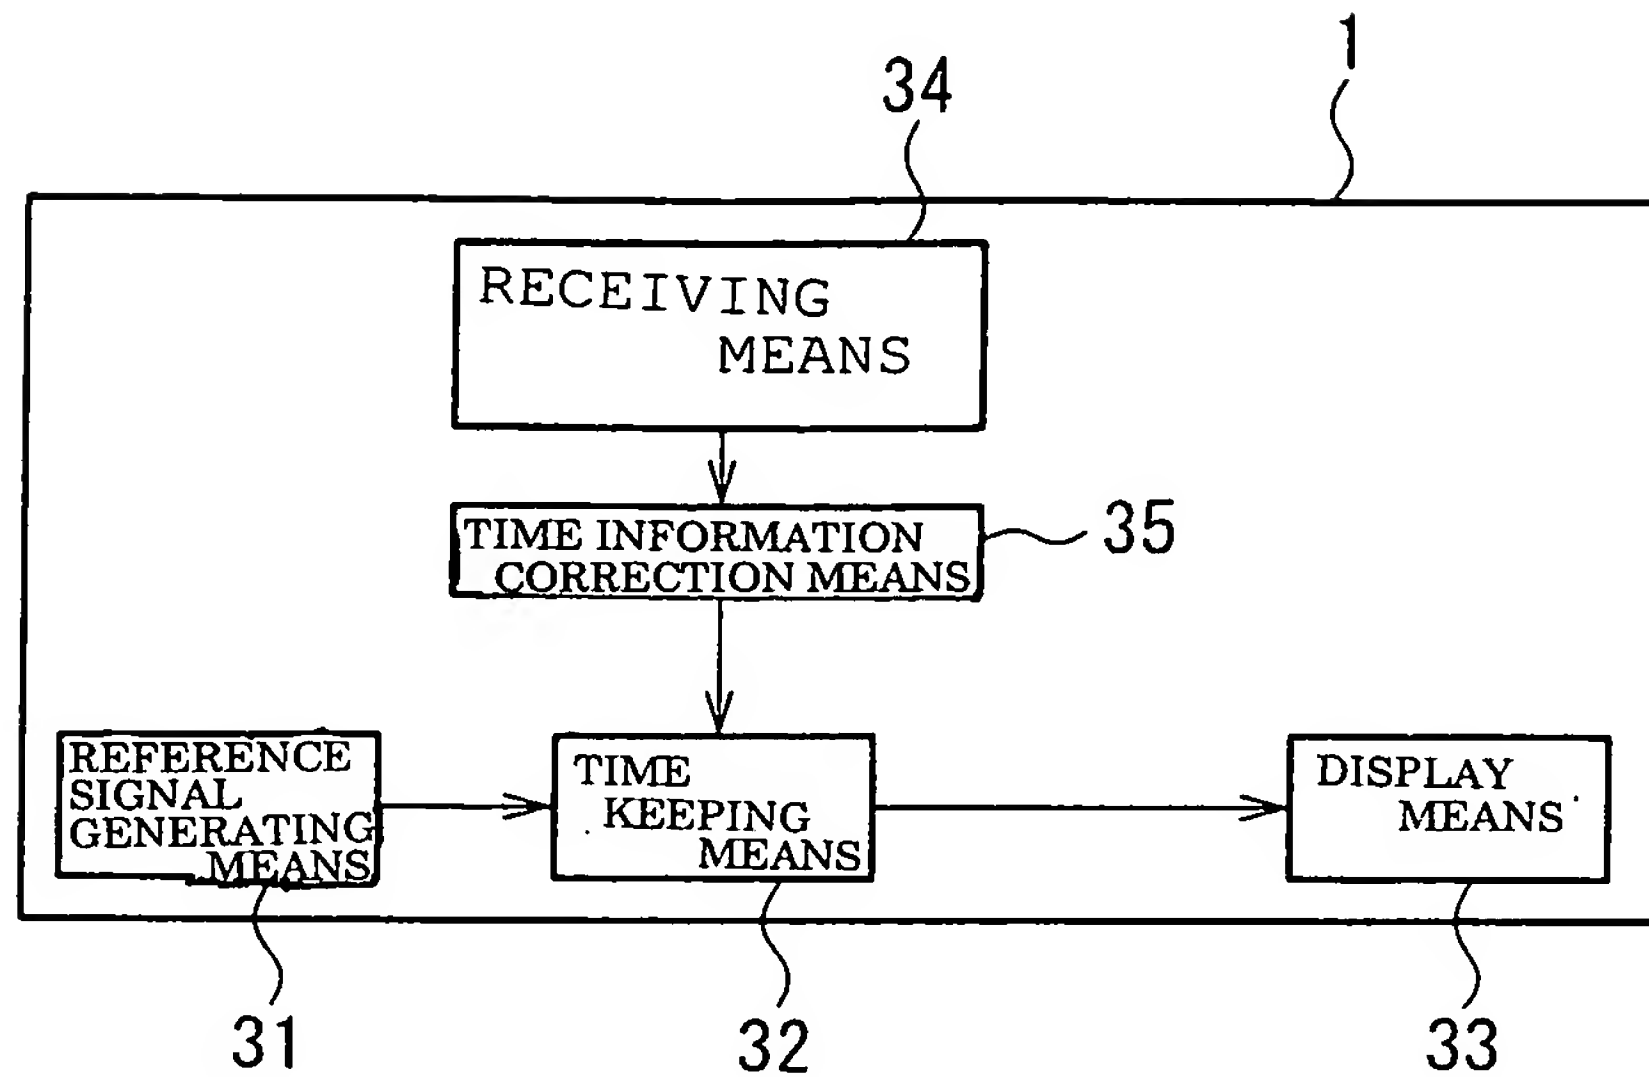 1
34
RECEIVING
MEANS
TIME INFORMATION
CORRECTION MEANS
35
REFERENCE
SIGNAL
GENERATING
MEANS
TIME
KEEPING
MEANS
DISPLAY
MEANS
31
32
33